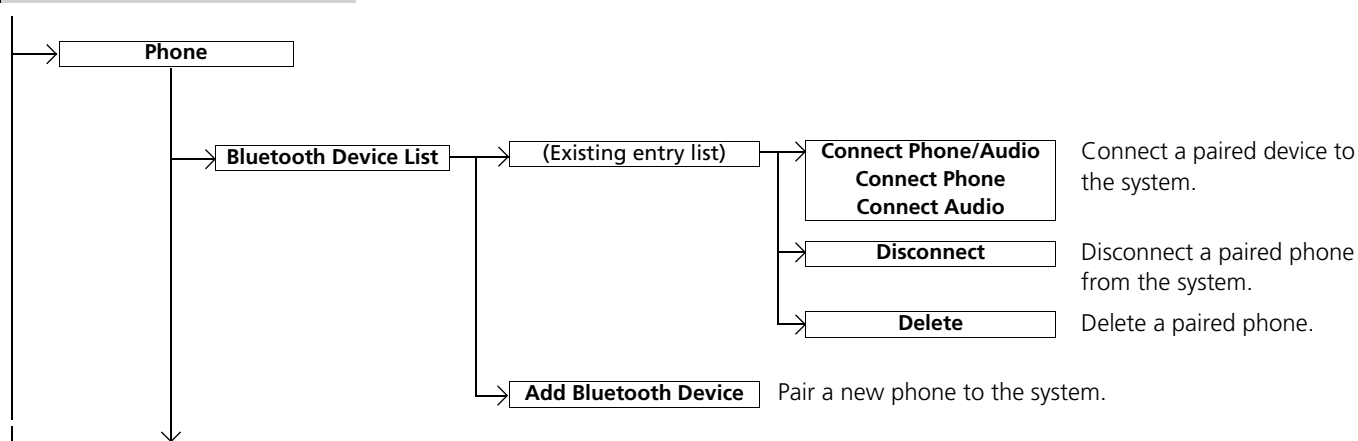 Phone
Bluetooth Device List
(Existing entry list)
Connect Phone/Audio
Connect Phone
Connect Audio
Connect a paired device to
the system.
Disconnect
Disconnect a paired phone
from the system.
Delete
Delete a paired phone.
Add Bluetooth Device
Pair a new phone to the system.